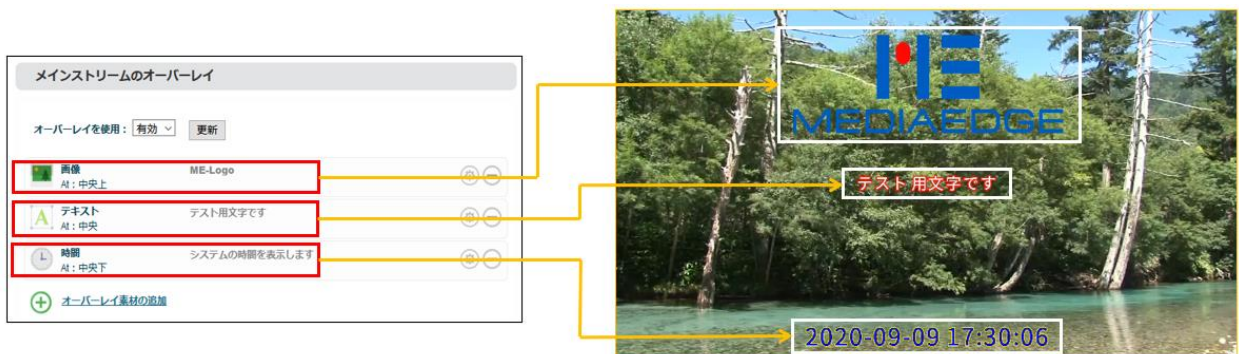 メインストリームのオーバーレイ
オーバーレイを使用： 有効 更新
画像 ME-Logo
At：中央上
テキスト テスト用文字です
At：中央
時間 システムの時間を表示します
At：中央下
オーバーレイ素材の追加
ME
MEDIAEDGE
テスト用文字です
2020-09-09 17:30:06